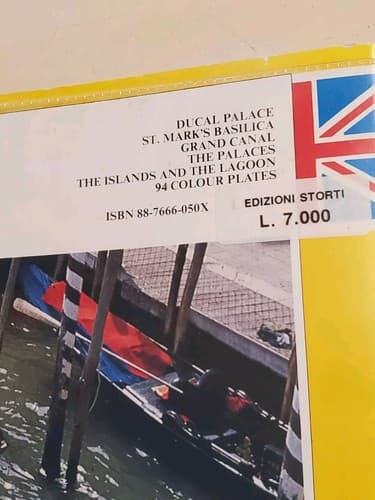 DUCAL PALACE
ST. MARK'S BASILICA
GRAND CANAL
THE PALACES
THE ISLANDS AND THE LAGOON
94 COLOUR PLATES
ISBN 88-7666-050X
EDIZIONI STORTI
L. 7.000